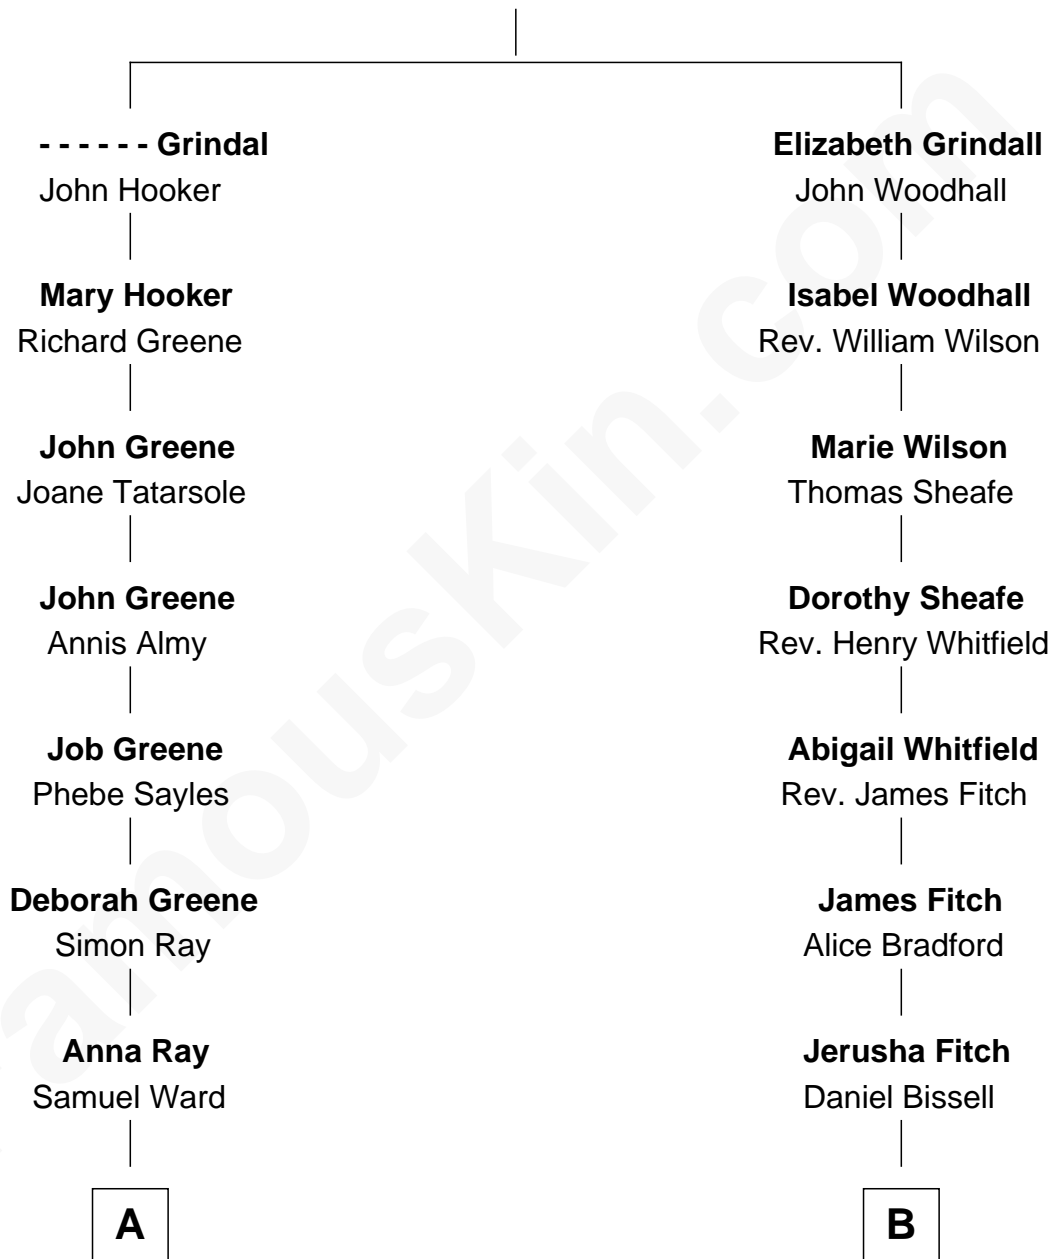 - - - - - - Grindal
John Hooker
Mary Hooker
Richard Greene
John Greene
Joane Tatarsole
John Greene
Annis Almy
Job Greene
Phebe Sayles
Deborah Greene
Simon Ray
Anna Ray
Samuel Ward
A
Elizabeth Grindall
John Woodhall
Isabel Woodhall
Rev. William Wilson
Marie Wilson
Thomas Sheafe
Dorothy Sheafe
Rev. Henry Whitfield
Abigail Whitfield
Rev. James Fitch
James Fitch
Alice Bradford
Jerusha Fitch
Daniel Bissell
B
amousKin.com